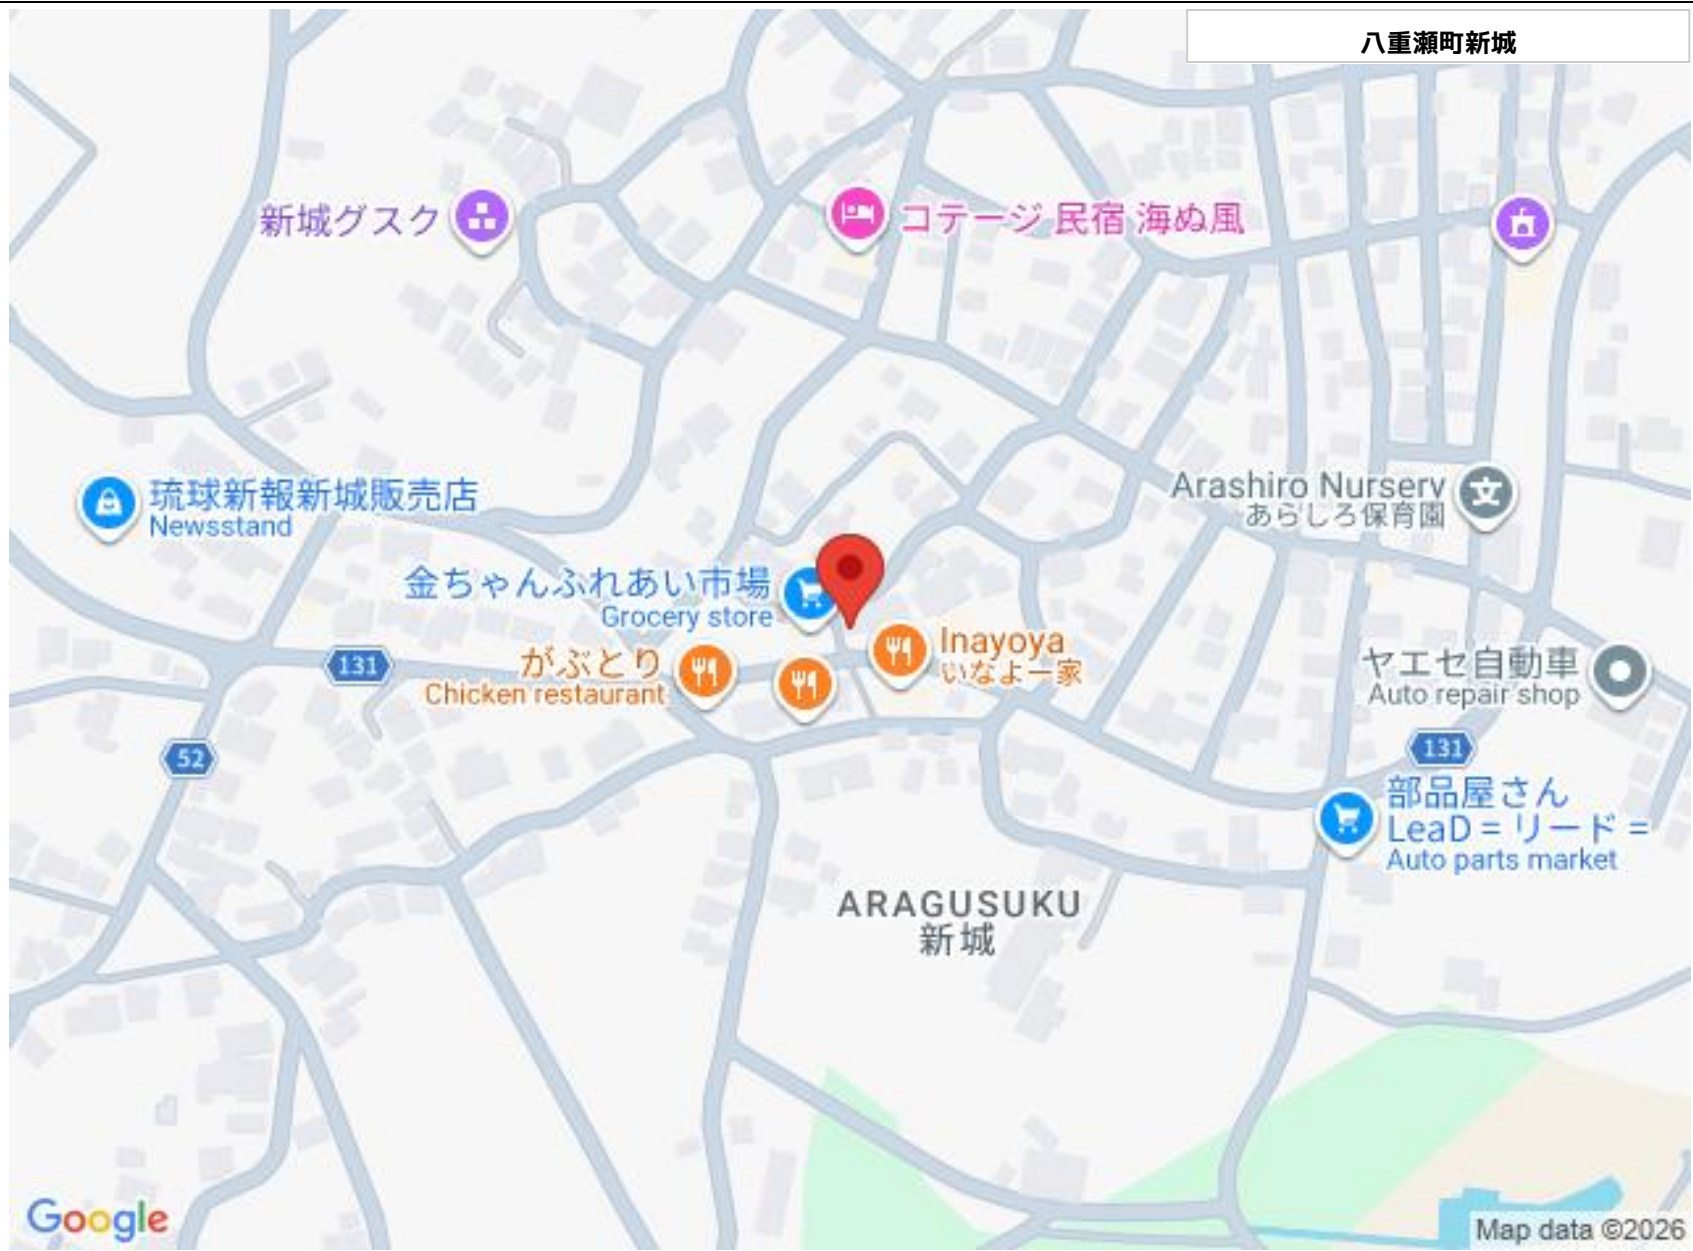 八重瀬町新城
新城グスク
コテージ 民宿 海ぬ風
琉球新報新城販売店
Newsstand
Arashiro Nurserv
あらしろ保育園
金ちゃんふれあい市場
Grocery store
131
がぶとり
Chicken restaurant
Inayoya
いなよー家
ヤエセ自動車
Auto repair shop
52
131
部品屋さん
LeaD = リード =
Auto parts market
ARAGUSUKU
新城
Google
Map data ©2026